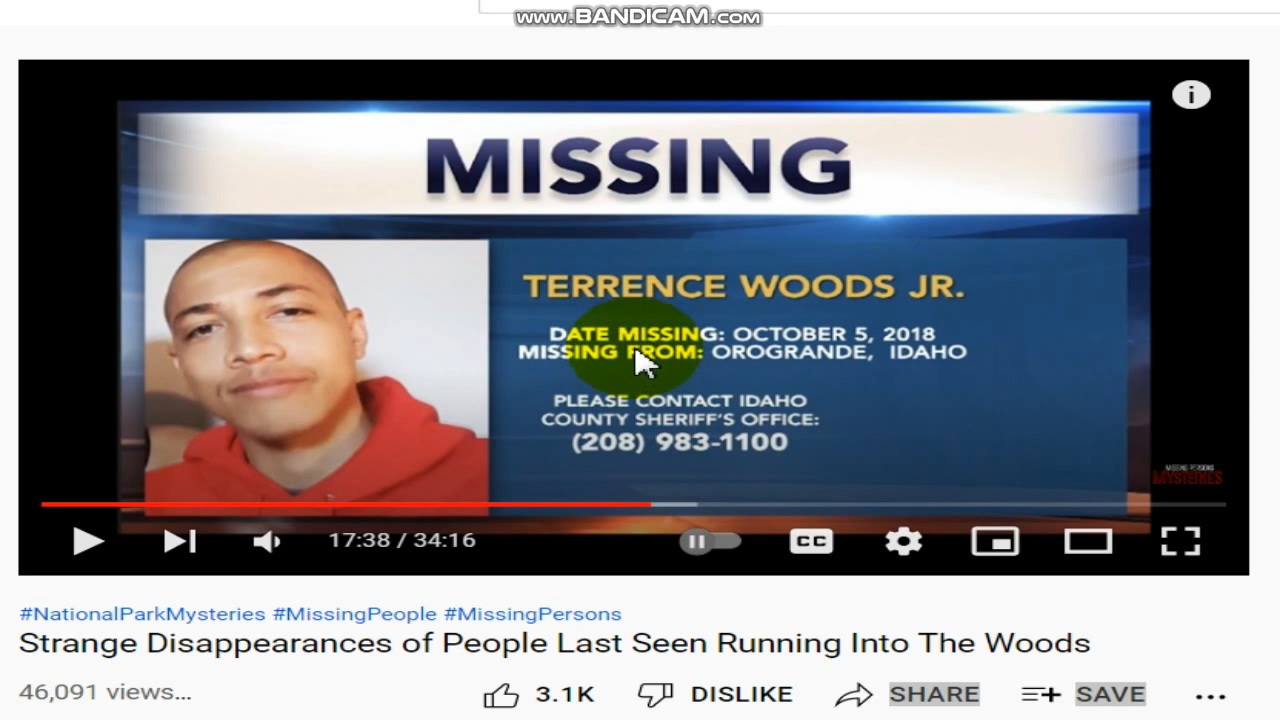 www.BANDICAM.com
MISSING
TERRENCE WOODS JR.
DATE MISSING: OCTOBER 5, 2018
MISSING FROM: OROGRANDE, IDAHO
PLEASE CONTACT IDAHO
COUNTY SHERIFF'S OFFICE:
(208) 983-1100
MISSING PERSONS
MYSTERIES
17:38 / 34:16
CC
#NationalParkMysteries #MissingPeople #MissingPersons
Strange Disappearances of People Last Seen Running Into The Woods
46,091 views...
3.1K DISLIKE SHARE SAVE ...